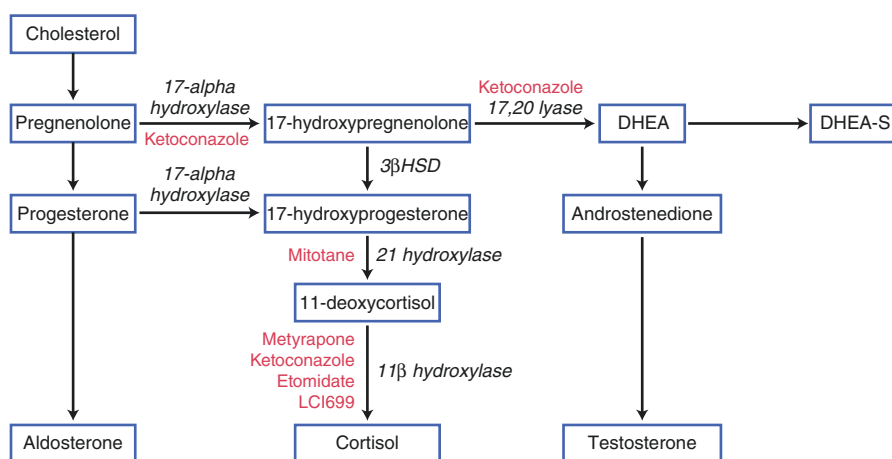 Cholesterol
17-alpha
hydroxylase
Ketoconazole
17,20 lyase
Pregnenolone
Ketoconazole
17-hydroxypregnenolone
DHEA
DHEA-S
17-alpha
hydroxylase
3βHSD
Progesterone
17-hydroxyprogesterone
Androstenedione
Mitotane
21 hydroxylase
11-deoxycortisol
Metyrapone
Ketoconazole
Etomidate
LCI699
11β hydroxylase
Aldosterone
Cortisol
Testosterone